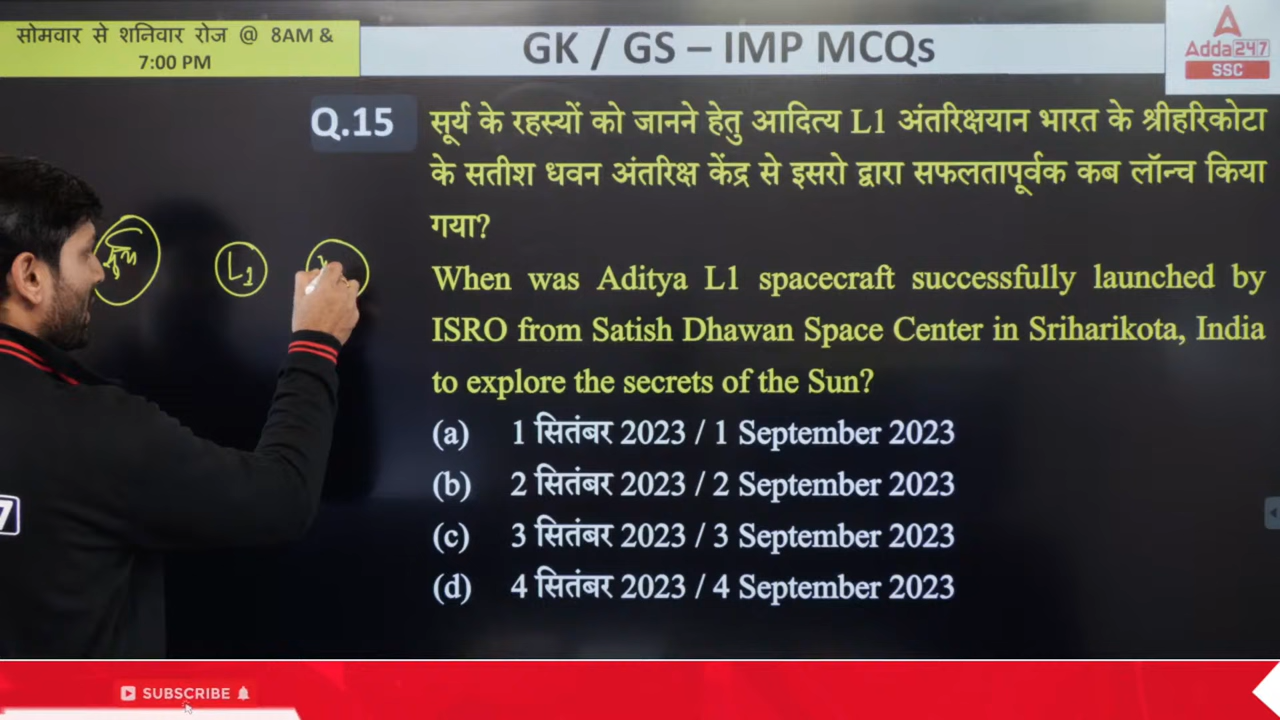 सोमवार से शनिवार रोज @ 8AM &
7:00 PM
GK / GS – IMP MCQs
Adda247
SSC
Q.15
सूर्य के रहस्यों को जानने हेतु आदित्य L1 अंतरिक्षयान भारत के श्रीहरिकोटा
के सतीश धवन अंतरिक्ष केंद्र से इसरो द्वारा सफलतापूर्वक कब लॉन्च किया
गया?
L1
When was Aditya L1 spacecraft successfully launched by
ISRO from Satish Dhawan Space Center in Sriharikota, India
to explore the secrets of the Sun?
(a) 1 सितंबर 2023 / 1 September 2023
(b) 2 सितंबर 2023 / 2 September 2023
(c) 3 सितंबर 2023 / 3 September 2023
(d) 4 सितंबर 2023 / 4 September 2023
7
SUBSCRIBE